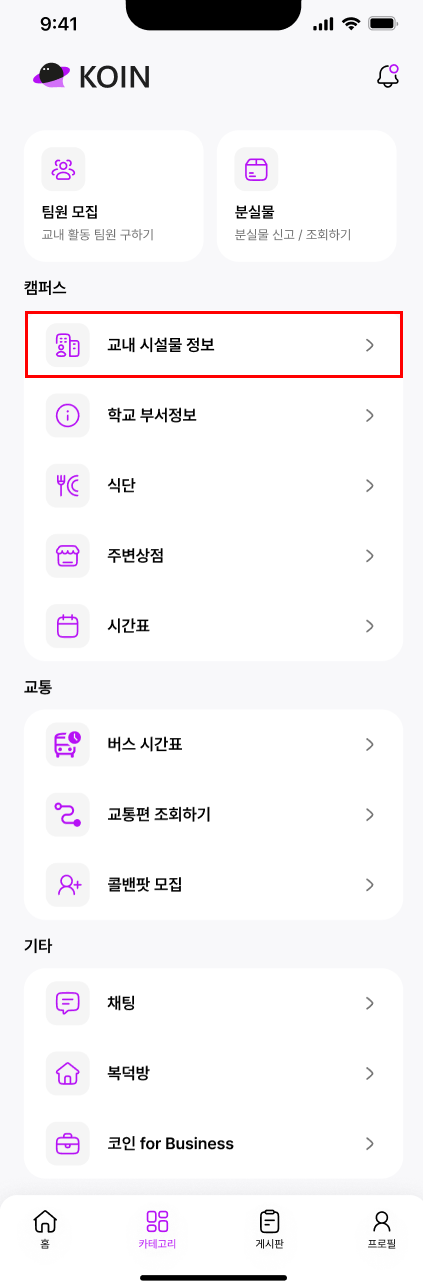 9:41
KOIN
팀원 모집
교내 활동 팀원 구하기
분실물
분실물 신고 / 조회하기
캠퍼스
교내 시설물 정보
학교 부서정보
식단
주변상점
시간표
교통
버스 시간표
교통편 조회하기
콜밴팟 모집
기타
채팅
복덕방
코인 for Business
홈
카테고리
게시판
프로필